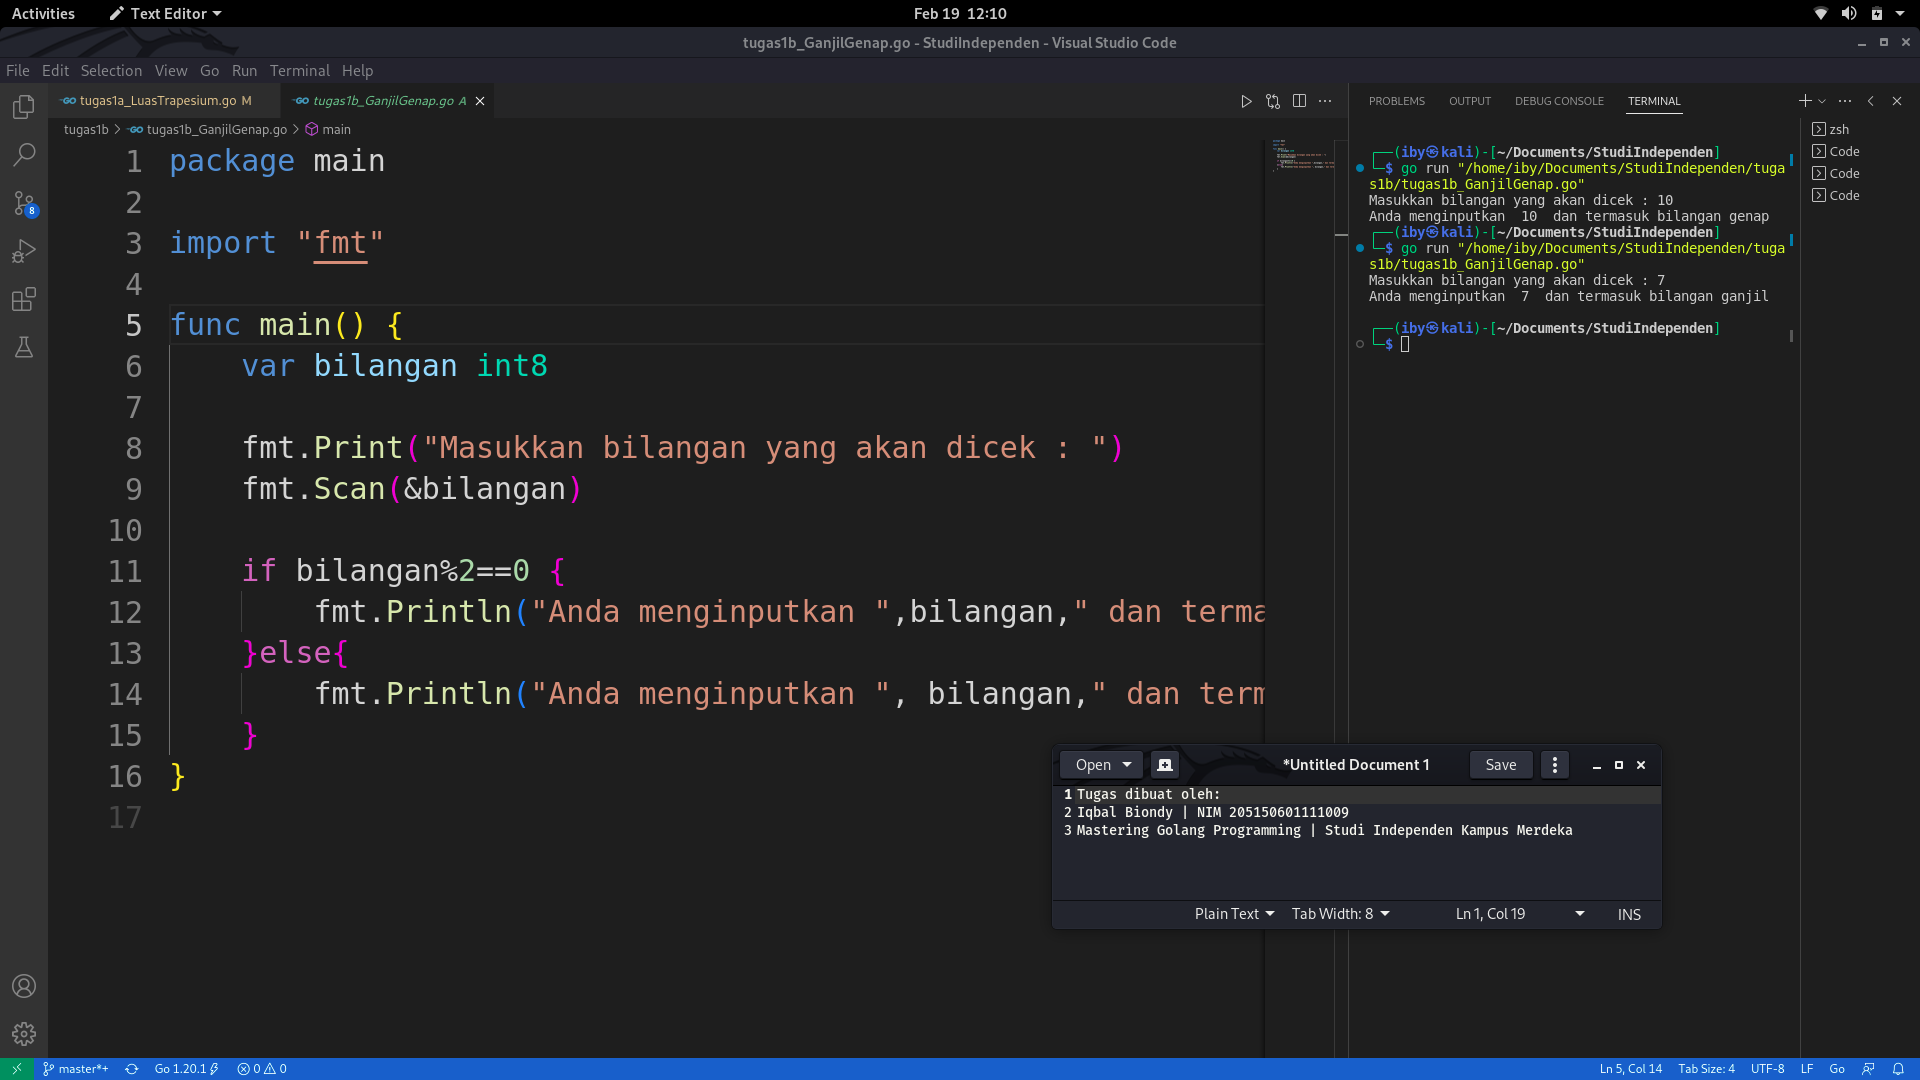 Activities
Text Editor
Feb 19 12:10
tugas1b_GanjilGenap.go - StudiIndependen - Visual Studio Code
File Edit Selection View Go Run Terminal Help
tugas1a_LuasTrapesium.go M
tugas1b_GanjilGenap.go A
tugas1b > tugas1b_GanjilGenap.go > main
1 package main
2
3 import "fmt"
4
5 func main() {
6 var bilangan int8
7
8 fmt.Print("Masukkan bilangan yang akan dicek : ")
9 fmt.Scan(&bilangan)
10
11 if bilangan%2==0 {
12 fmt.Println("Anda menginputkan ",bilangan," dan terma
13 }else{
14 fmt.Println("Anda menginputkan ", bilangan," dan term
15 }
16 }
17
8
PROBLEMS OUTPUT DEBUG CONSOLE TERMINAL
┌──(iby㉿kali)-[~/Documents/StudiIndependen]
└─$ go run "/home/iby/Documents/StudiIndependen/tuga
s1b/tugas1b_GanjilGenap.go"
Masukkan bilangan yang akan dicek : 10
Anda menginputkan  10  dan termasuk bilangan genap
┌──(iby㉿kali)-[~/Documents/StudiIndependen]
└─$ go run "/home/iby/Documents/StudiIndependen/tuga
s1b/tugas1b_GanjilGenap.go"
Masukkan bilangan yang akan dicek : 7
Anda menginputkan  7  dan termasuk bilangan ganjil
┌──(iby㉿kali)-[~/Documents/StudiIndependen]
└─$
zsh
Code
Code
Code
Open
*Untitled Document 1
Save
1 Tugas dibuat oleh:
2 Iqbal Biondy | NIM 205150601111009
3 Mastering Golang Programming | Studi Independen Kampus Merdeka
Plain Text Tab Width: 8 Ln 1, Col 19 INS
master*+ Go 1.20.1 0 0
Ln 5, Col 14 Tab Size: 4 UTF-8 LF Go